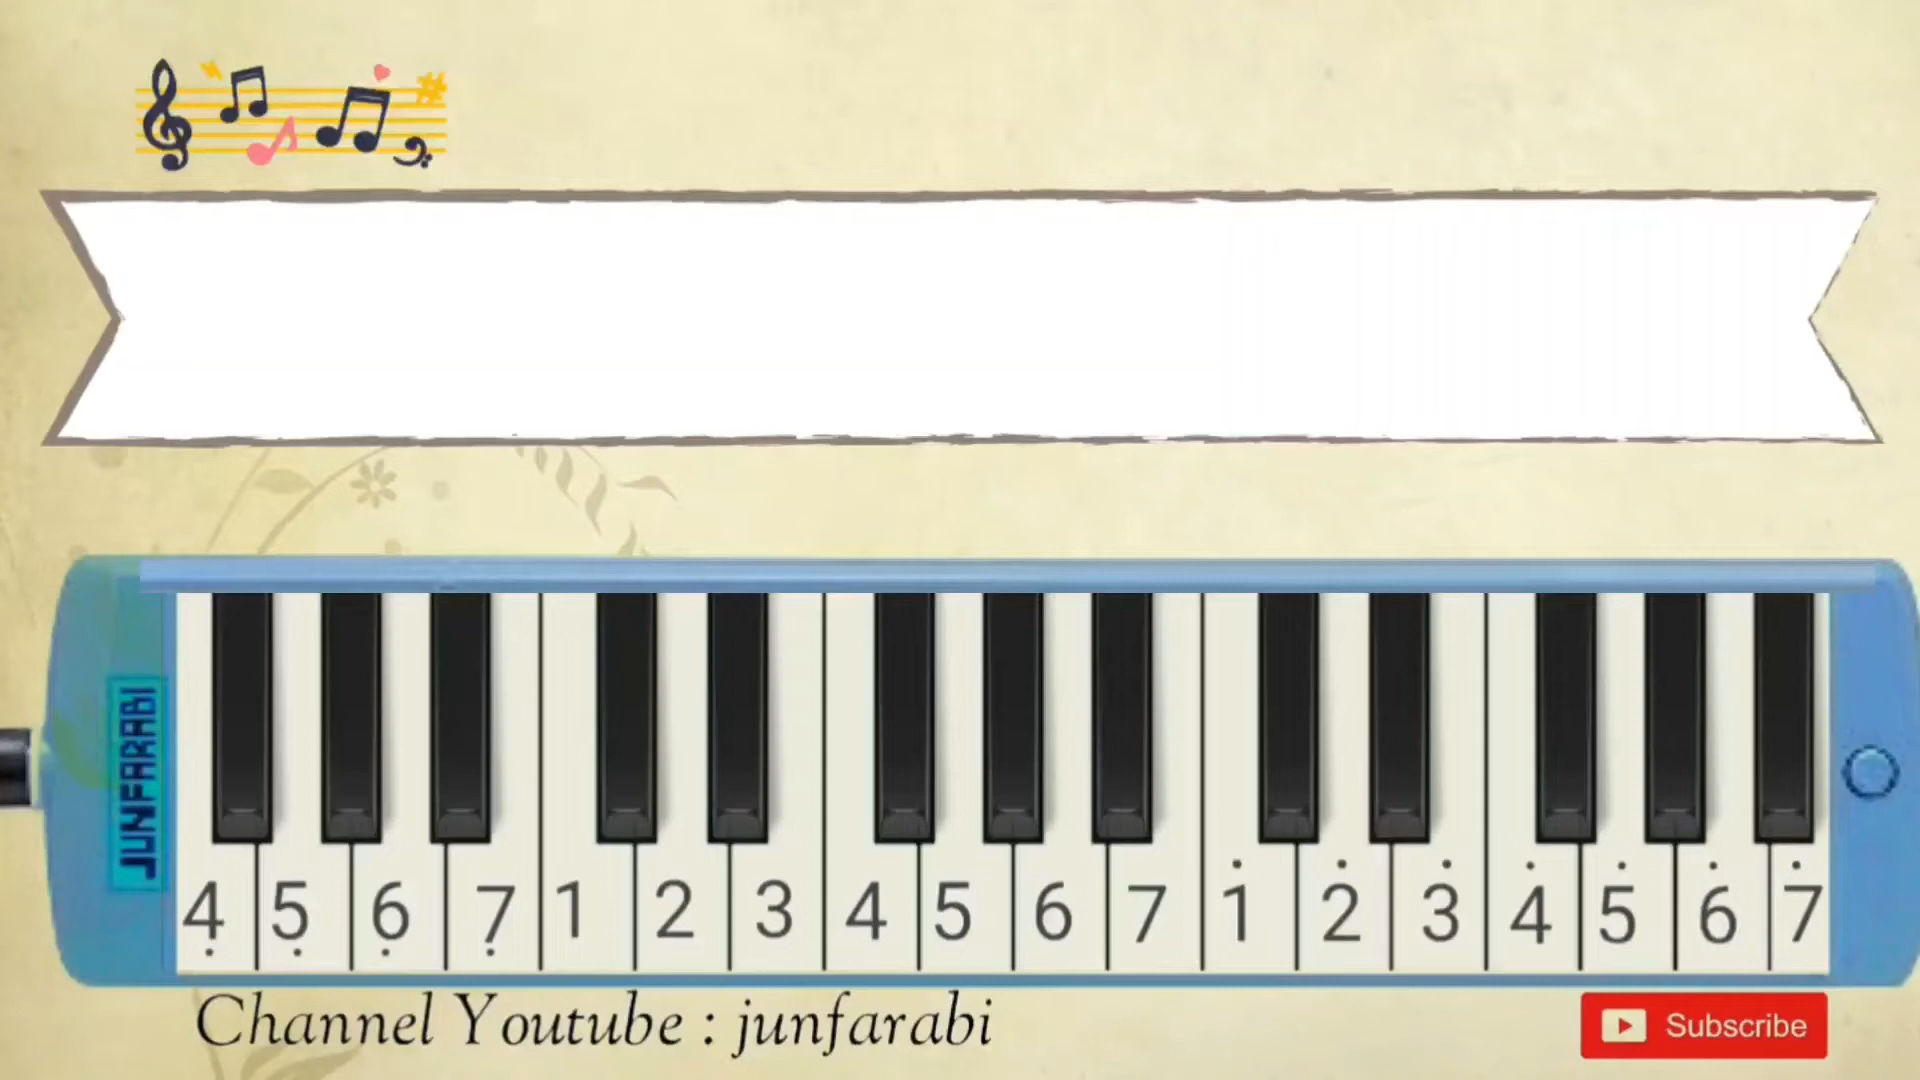 JUNFARABI
4̣ 5̣ 6̣ 7̣ 1 2 3 4 5 6 7 1̇ 2̇ 3̇ 4̇ 5̇ 6̇ 7̇
Channel Youtube : junfarabi
Subscribe